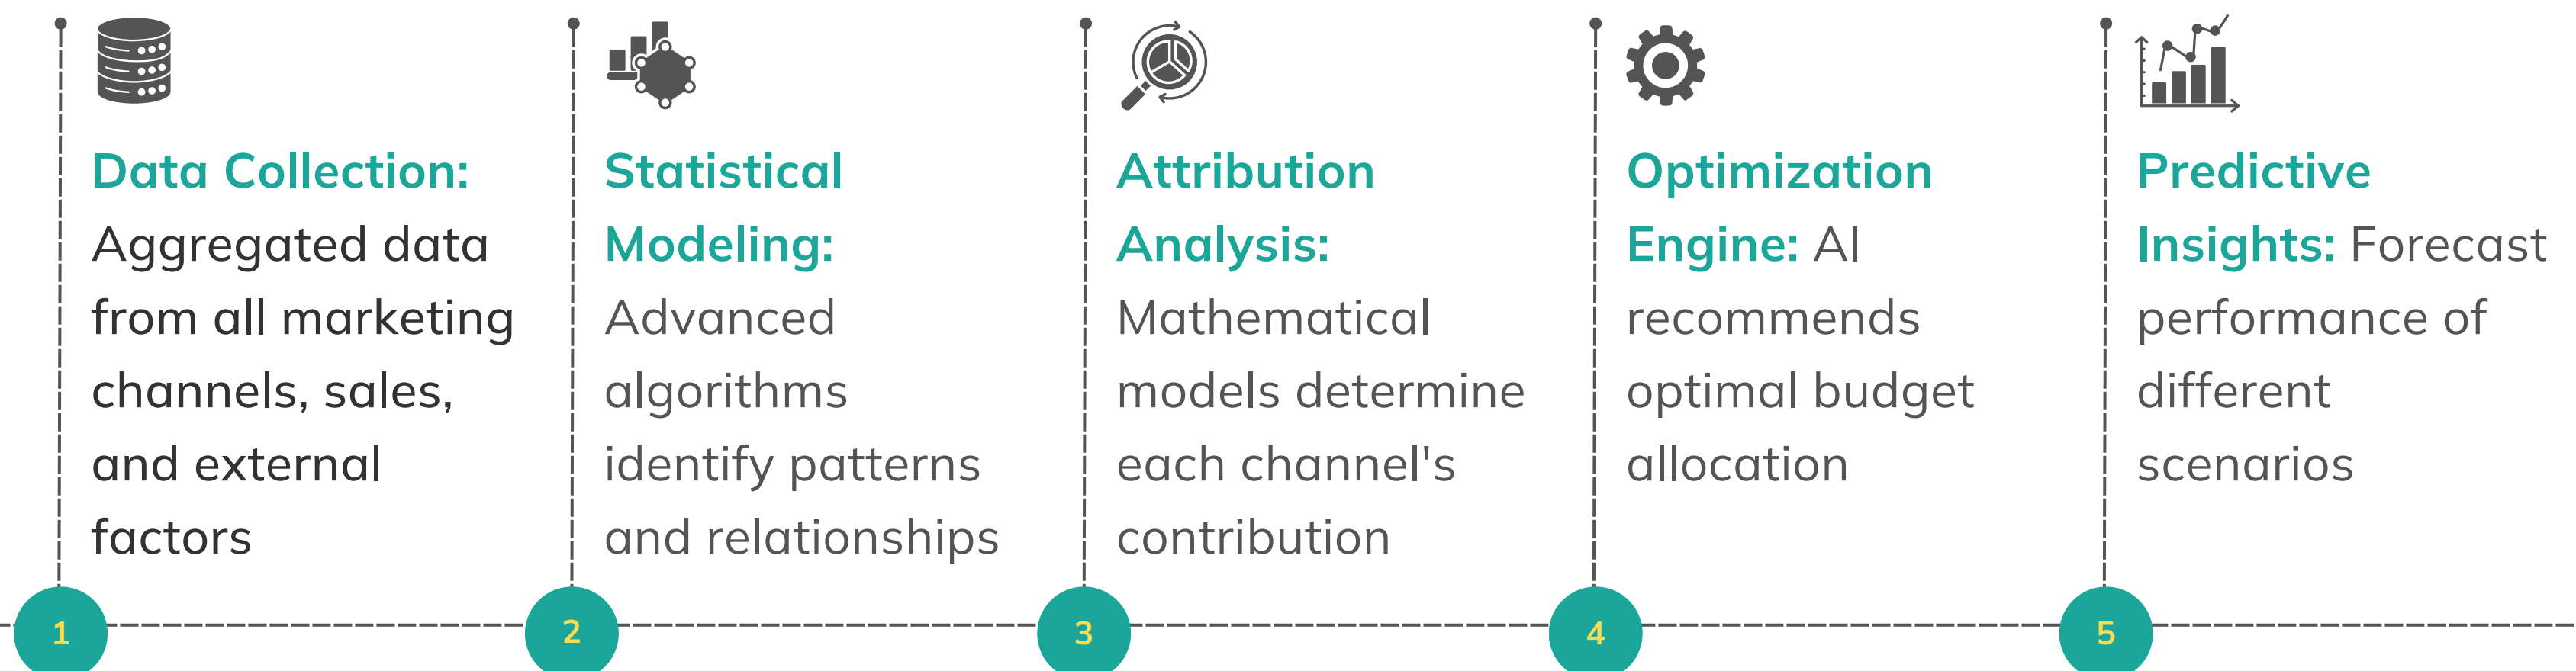 Data Collection:
Aggregated data
from all marketing
channels, sales,
and external
factors
1
Statistical
Modeling:
Advanced
algorithms
identify patterns
and relationships
2
Attribution
Analysis:
Mathematical
models determine
each channel's
contribution
3
Optimization
Engine: AI
recommends
optimal budget
allocation
4
Predictive
Insights: Forecast
performance of
different
scenarios
5